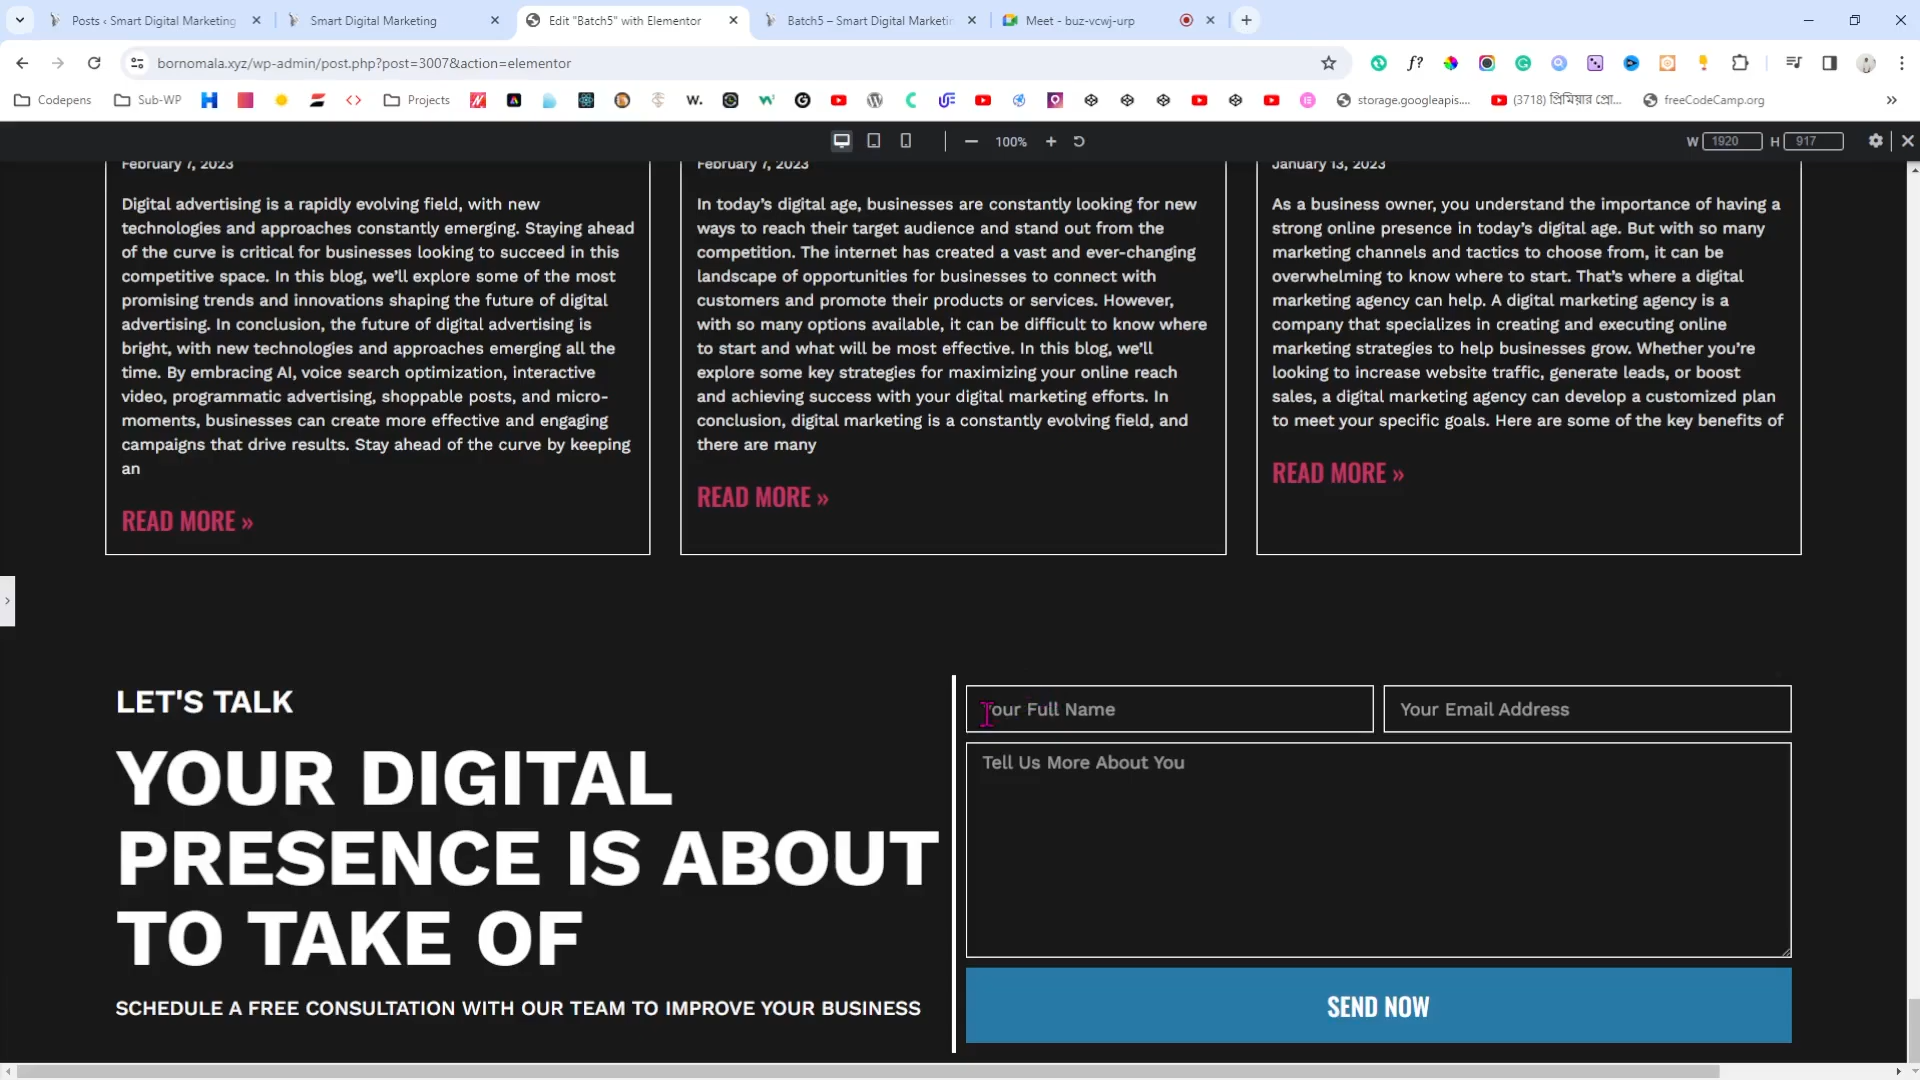 Posts ‹ Smart Digital Marketing
Smart Digital Marketing
Edit "Batch5" with Elementor
Batch5 – Smart Digital Marketin
Meet - buz-vcwj-urp
bornomala.xyz/wp-admin/post.php?post=3007&action=elementor
Codepens
Sub-WP
Projects
storage.googleapis....
(3718) প্রিমিয়ার প্রো...
freeCodeCamp.org
100%
W 1920 H 917
February 7, 2023
Digital advertising is a rapidly evolving field, with new
technologies and approaches constantly emerging. Staying ahead
of the curve is critical for businesses looking to succeed in this
competitive space. In this blog, we’ll explore some of the most
promising trends and innovations shaping the future of digital
advertising. In conclusion, the future of digital advertising is
bright, with new technologies and approaches emerging all the
time. By embracing AI, voice search optimization, interactive
video, programmatic advertising, shoppable posts, and micro-
moments, businesses can create more effective and engaging
campaigns that drive results. Stay ahead of the curve by keeping
an
READ MORE »
February 7, 2023
In today’s digital age, businesses are constantly looking for new
ways to reach their target audience and stand out from the
competition. The internet has created a vast and ever-changing
landscape of opportunities for businesses to connect with
customers and promote their products or services. However,
with so many options available, it can be difficult to know where
to start and what will be most effective. In this blog, we’ll
explore some key strategies for maximizing your online reach
and achieving success with your digital marketing efforts. In
conclusion, digital marketing is a constantly evolving field, and
there are many
READ MORE »
January 13, 2023
As a business owner, you understand the importance of having a
strong online presence in today’s digital age. But with so many
marketing channels and tactics to choose from, it can be
overwhelming to know where to start. That’s where a digital
marketing agency can help. A digital marketing agency is a
company that specializes in creating and executing online
marketing strategies to help businesses grow. Whether you’re
looking to increase website traffic, generate leads, or boost
sales, a digital marketing agency can develop a customized plan
to meet your specific goals. Here are some of the key benefits of
READ MORE »
LET'S TALK
YOUR DIGITAL
PRESENCE IS ABOUT
TO TAKE OF
SCHEDULE A FREE CONSULTATION WITH OUR TEAM TO IMPROVE YOUR BUSINESS
Your Full Name
Your Email Address
Tell Us More About You
SEND NOW